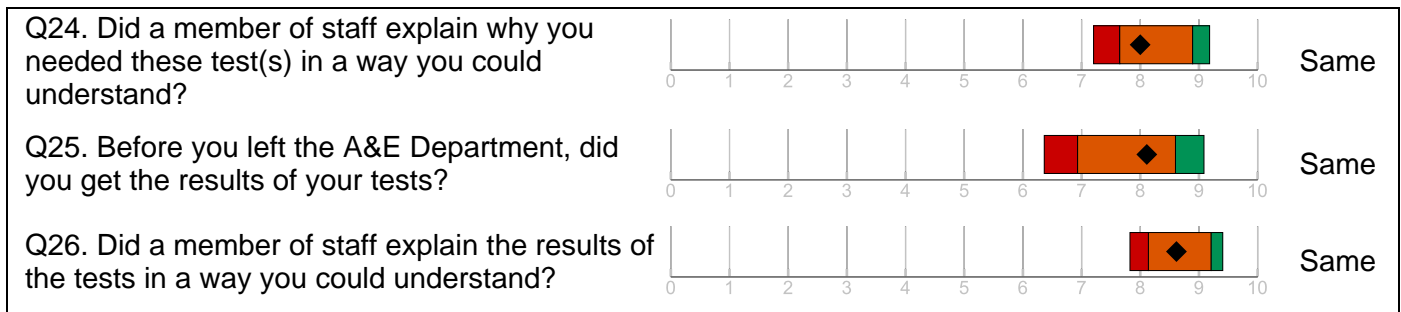 Q24. Did a member of staff explain why you
needed these test(s) in a way you could
understand?
0 1 2 3 4 5 6 7 8 9 10
Same
Q25. Before you left the A&E Department, did
you get the results of your tests?
0 1 2 3 4 5 6 7 8 9 10
Same
Q26. Did a member of staff explain the results of
the tests in a way you could understand?
0 1 2 3 4 5 6 7 8 9 10
Same